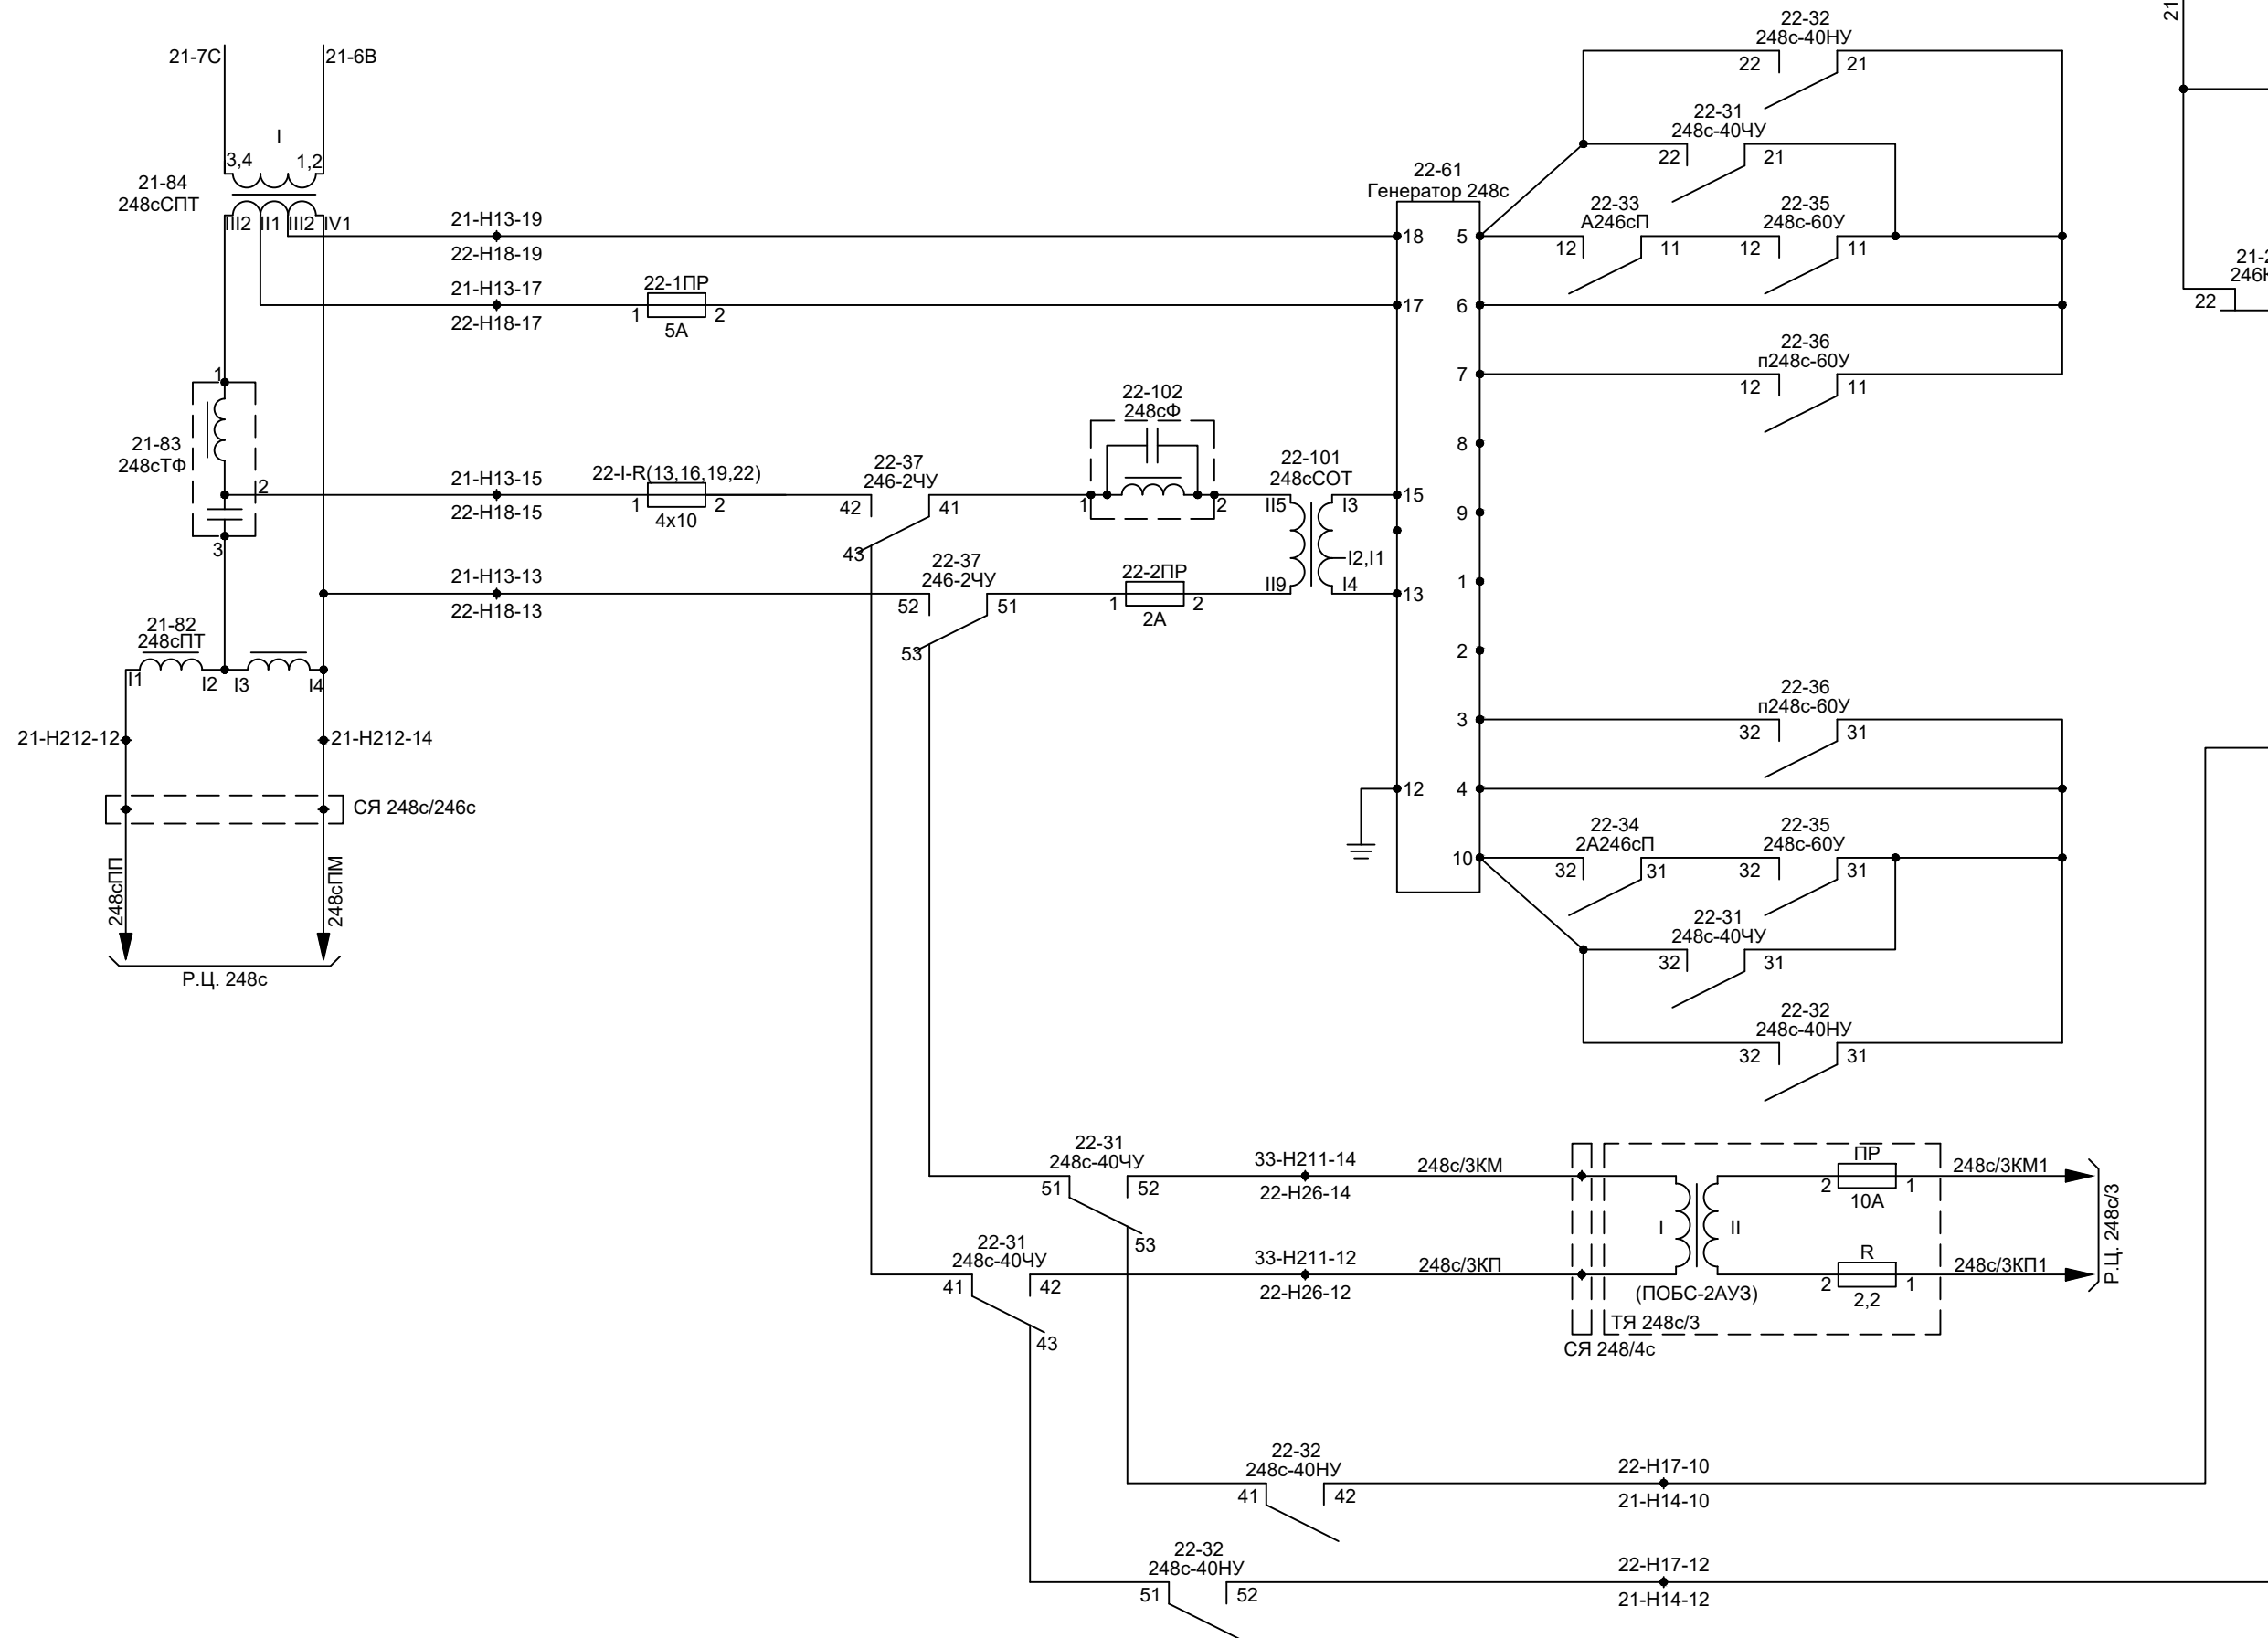 21-7С
21-6В
I
3,4
1,2
21-84
248сСПТ
III2
II1
III2
IV1
21-Н13-19
22-Н18-19
21-Н13-17
22-Н18-17
22-1ПР
1
2
5А
1
21-83
248сТФ
2
3
21-Н13-15
22-Н18-15
22-I-R(13,16,19,22)
1
2
4х10
22-37
246-2ЧУ
42
41
43
22-102
248сФ
1
2
22-101
248сСОТ
II5
I3
I2,I1
II9
I4
21-Н13-13
22-Н18-13
22-37
246-2ЧУ
52
51
53
22-2ПР
1
2
2А
21-82
248сПТ
I1
I2
I3
I4
21-Н212-12
21-Н212-14
СЯ 248с/246с
248сПП
248сПМ
Р.Ц. 248с
22-61
Генератор 248с
18
5
17
6
7
8
15
9
1
13
2
3
12
4
10
22-32
248с-40НУ
22
21
22-31
248с-40ЧУ
22
21
22-33
А246сП
12
11
22-35
248с-60У
12
11
22-36
п248с-60У
12
11
22-36
п248с-60У
32
31
22-34
2А246сП
32
31
22-35
248с-60У
32
31
22-31
248с-40ЧУ
32
31
22-32
248с-40НУ
32
31
21
22
22-31
248с-40ЧУ
51
52
53
33-Н211-14
22-Н26-14
248с/3КМ
22-31
248с-40ЧУ
41
42
43
33-Н211-12
22-Н26-12
248с/3КП
I
II
(ПОБС-2АУЗ)
ТЯ 248с/3
СЯ 248/4с
ПР
2
1
10А
R
2
1
2,2
248с/3КМ1
248с/3КП1
Р.Ц. 248с/3
22-32
248с-40НУ
41
42
22-Н17-10
21-Н14-10
22-32
248с-40НУ
51
52
22-Н17-12
21-Н14-12